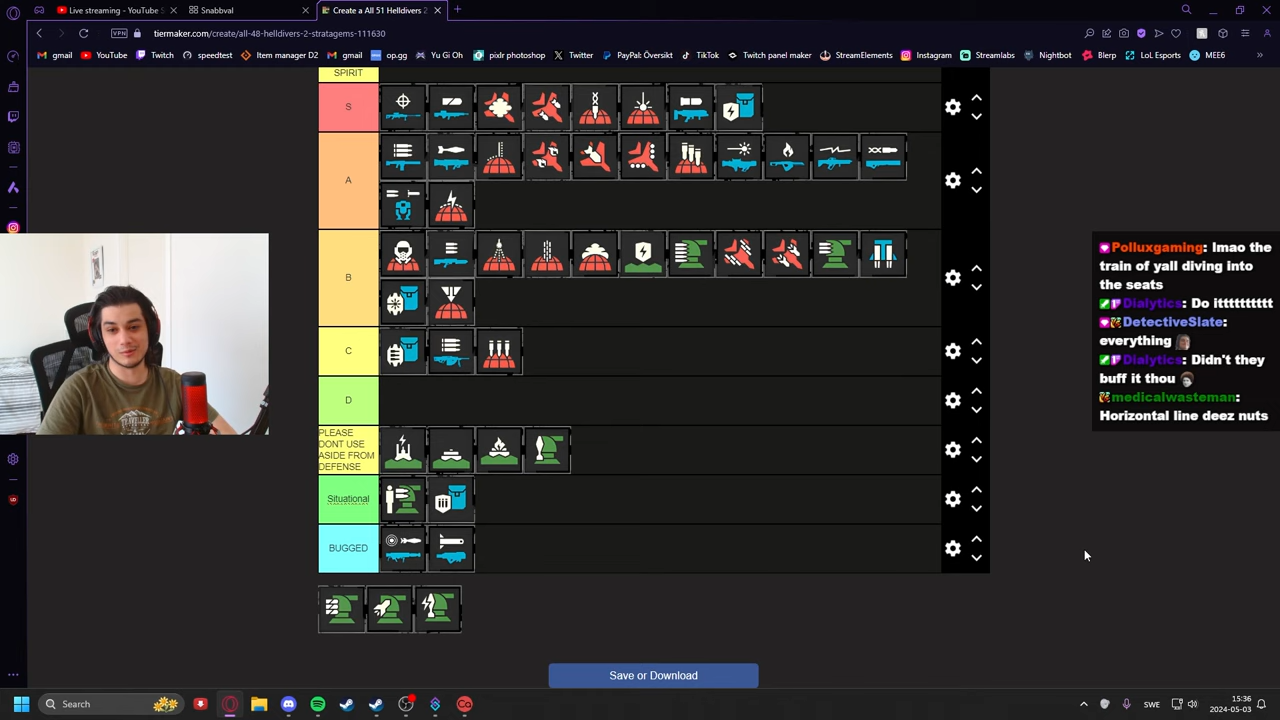 Live streaming - YouTube S
Snabbval
Create a All 51 Helldivers 2
tiermaker.com/create/all-48-helldivers-2-stratagems-111630
VPN
gmail
YouTube
Twitch
speedtest
Item managerr D2
gmail
op.gg
Yu Gi Oh
pixlr photoshop
Twitter
PayPal: Översikt
TikTok
Twitch panel maker
StreamElements
Instagram
Streamlabs
Nightbot
Blerp
LoL Esports
MEE6
SPIRIT
S
A
B
C
D
PLEASE
DONT USE
ASIDE FROM
DEFENSE
Situational
BUGGED
Save or Download
Polluxgaming: lmao the
train of yall diving into
the seats
Dialytics: Do itttttttttt
DetectiveSlate:
everything
Dialytics: Didn't they
buff it thou
medicalwasteman:
Horizontal line deez nuts
Search
SWE
15:36
2024-05-03